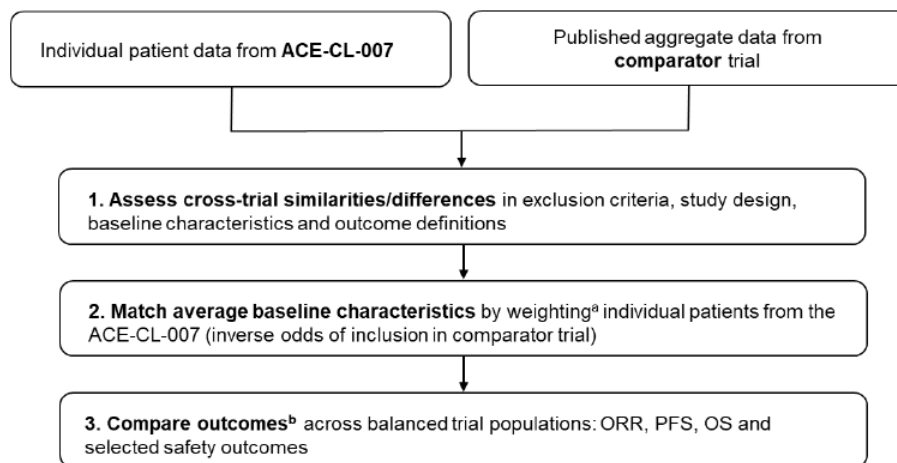 Individual patient data from ACE-CL-007
Published aggregate data from
comparator trial
1. Assess cross-trial similarities/differences in exclusion criteria, study design,
baseline characteristics and outcome definitions
2. Match average baseline characteristics by weightingᵃ individual patients from the
ACE-CL-007 (inverse odds of inclusion in comparator trial)
3. Compare outcomesᵇ across balanced trial populations: ORR, PFS, OS and
selected safety outcomes